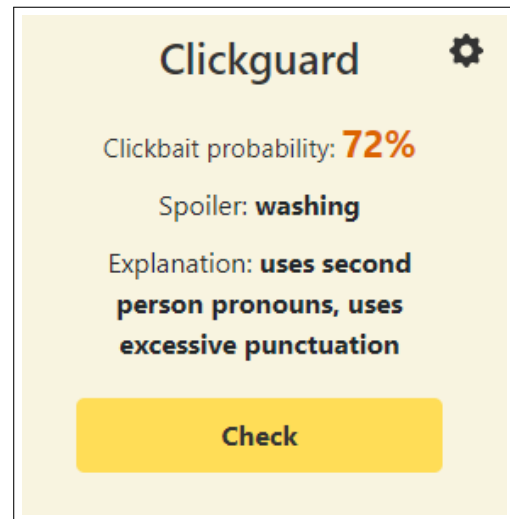 Clickguard
Clickbait probability: 72%
Spoiler: washing
Explanation: uses second
person pronouns, uses
excessive punctuation
Check